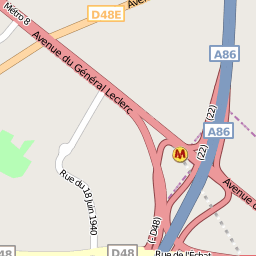 Métro 8
D48E
Avenue du Général Leclerc
A86
(22)
A86
M
(22)
Avenue d
Rue du 18 Juin 1940
(D48)
D48
Rue de l'Echat